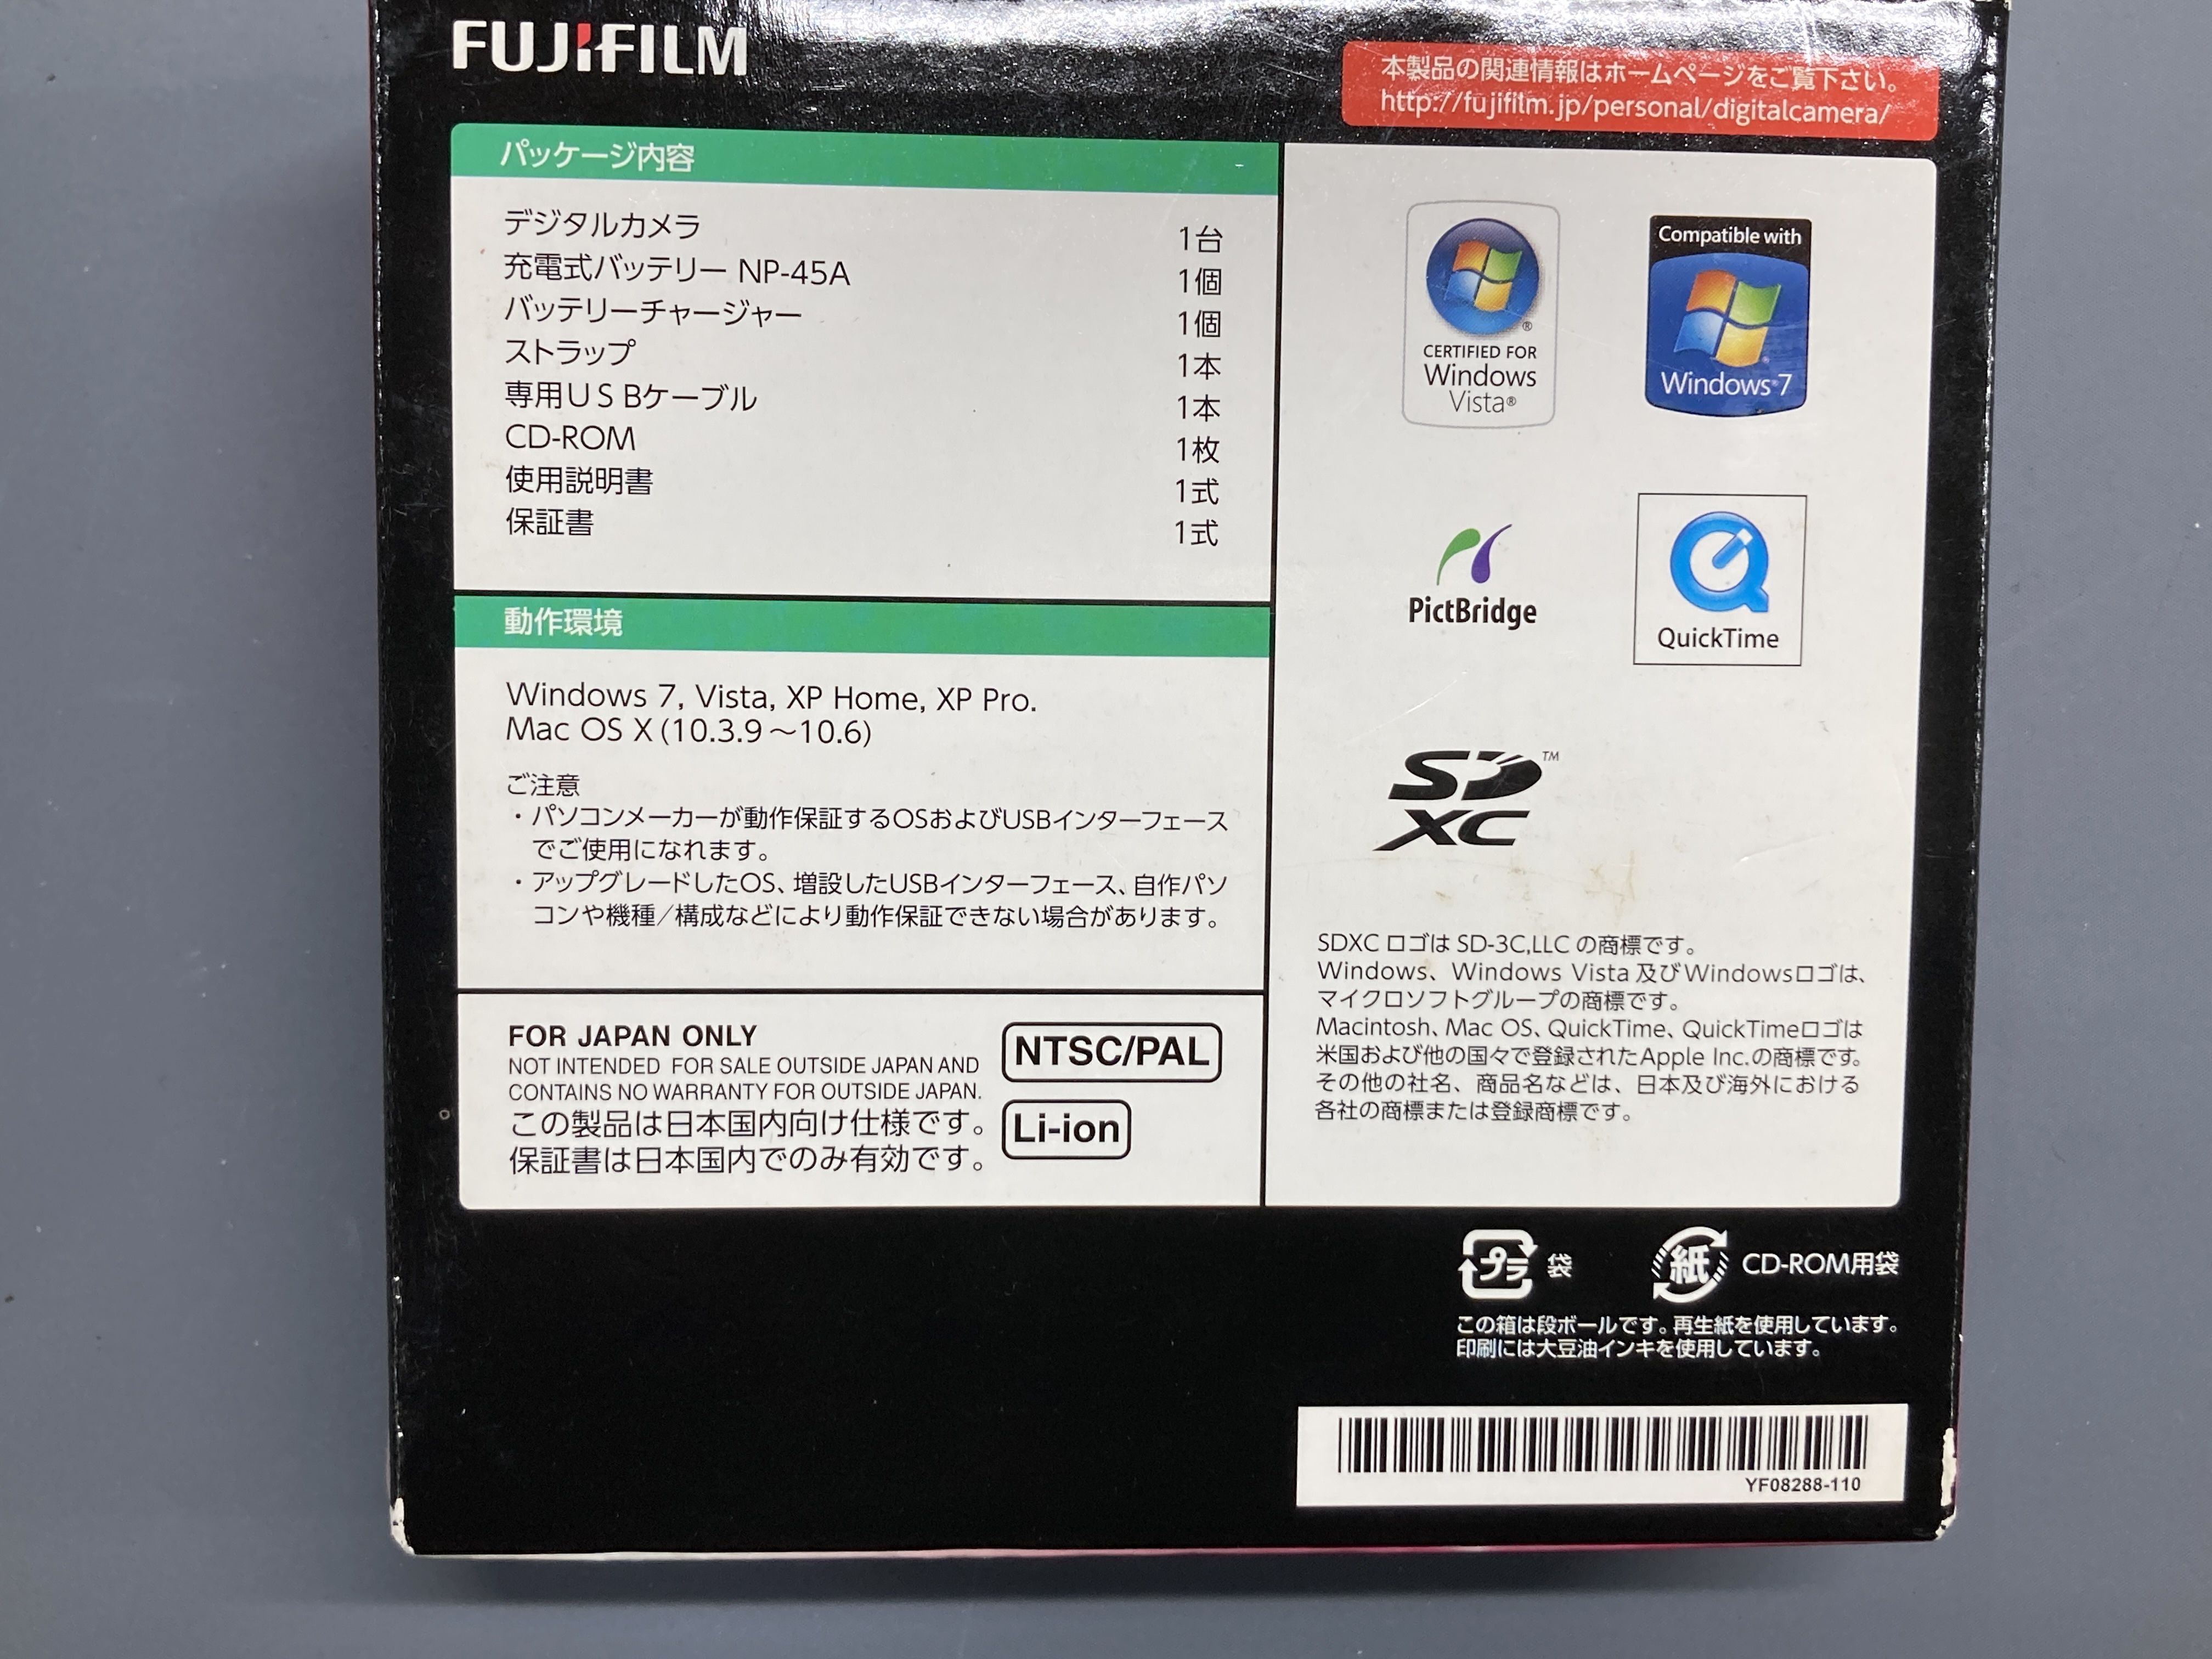 FUJIFILM
本製品の関連情報はホームページをご覧下さい。
http://fujifilm.jp/personal/digitalcamera/
パッケージ内容
デジタルカメラ 1台
充電式バッテリー NP-45A 1個
バッテリーチャージャー 1個
ストラップ 1本
専用USBケーブル 1本
CD-ROM 1枚
使用説明書 1式
保証書 1式
動作環境
Windows 7, Vista, XP Home, XP Pro.
Mac OS X (10.3.9～10.6)
ご注意
・パソコンメーカーが動作保証するOSおよびUSBインターフェース
でご使用になれます。
・アップグレードしたOS、増設したUSBインターフェース、自作パソ
コンや機種／構成などにより動作保証できない場合があります。
FOR JAPAN ONLY
NOT INTENDED FOR SALE OUTSIDE JAPAN AND
CONTAINS NO WARRANTY FOR OUTSIDE JAPAN.
この製品は日本国内向け仕様です。
保証書は日本国内でのみ有効です。
NTSC/PAL
Li-ion
CERTIFIED FOR
Windows
Vista®
Compatible with
Windows® 7
PictBridge
QuickTime
SD™
XC
SDXC ロゴは SD-3C,LLC の商標です。
Windows、Windows Vista 及びWindowsロゴは、
マイクロソフトグループの商標です。
Macintosh、Mac OS、QuickTime、QuickTimeロゴは
米国および他の国々で登録されたApple Inc.の商標です。
その他の社名、商品名などは、日本及び海外における
各社の商標または登録商標です。
プラ 袋
紙 CD-ROM用袋
この箱は段ボールです。再生紙を使用しています。
印刷には大豆油インキを使用しています。
YF08288-110